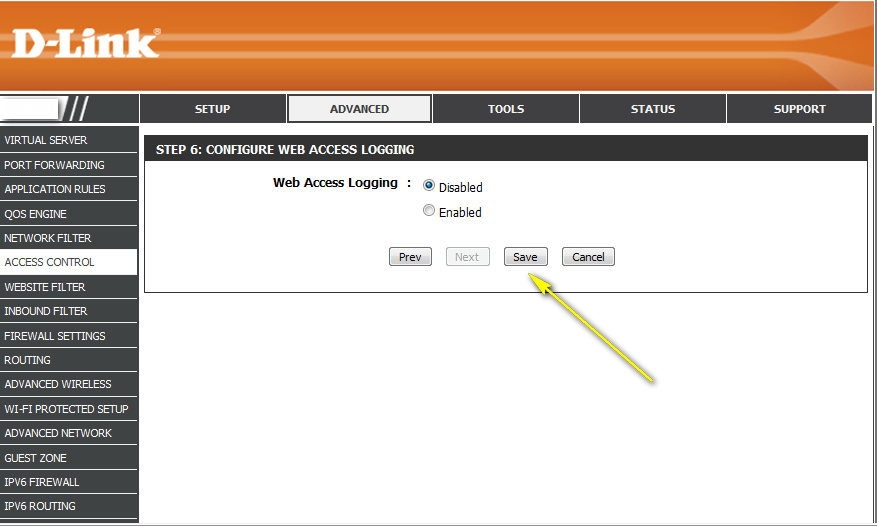 D-Link®
SETUP ADVANCED TOOLS STATUS SUPPORT
VIRTUAL SERVER
PORT FORWARDING
APPLICATION RULES
QOS ENGINE
NETWORK FILTER
ACCESS CONTROL
WEBSITE FILTER
INBOUND FILTER
FIREWALL SETTINGS
ROUTING
ADVANCED WIRELESS
WI-FI PROTECTED SETUP
ADVANCED NETWORK
GUEST ZONE
IPV6 FIREWALL
IPV6 ROUTING
STEP 6: CONFIGURE WEB ACCESS LOGGING
Web Access Logging : Disabled
Enabled
Prev Next Save Cancel